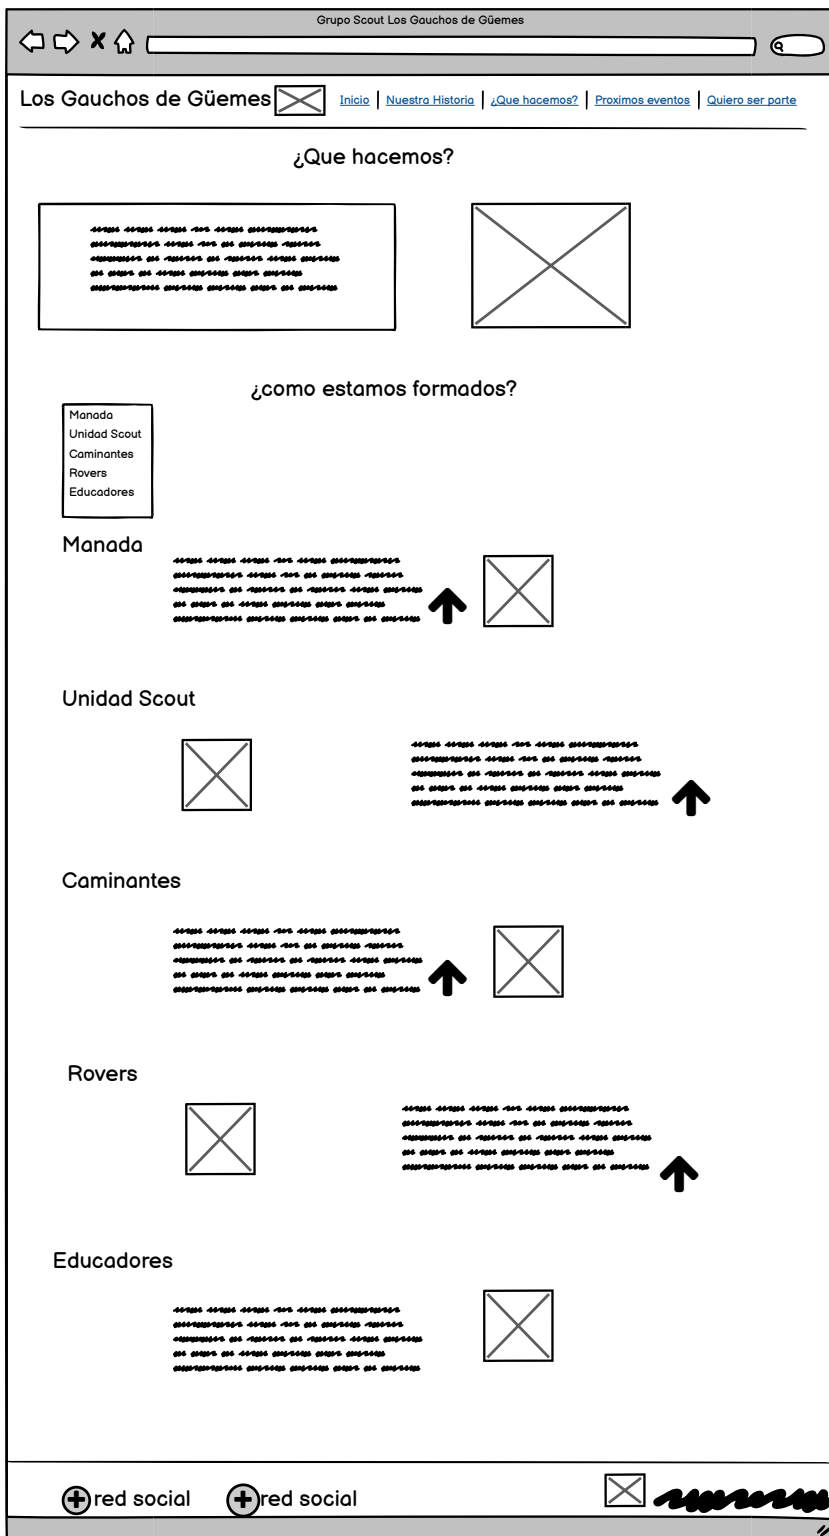 Grupo Scout Los Gauchos de Güemes
Los Gauchos de Güemes
Inicio | Nuestra Historia | ¿Que hacemos? | Proximos eventos | Quiero ser parte
¿Que hacemos?
¿como estamos formados?
Manada
Unidad Scout
Caminantes
Rovers
Educadores
Manada
Unidad Scout
Caminantes
Rovers
Educadores
red social
red social